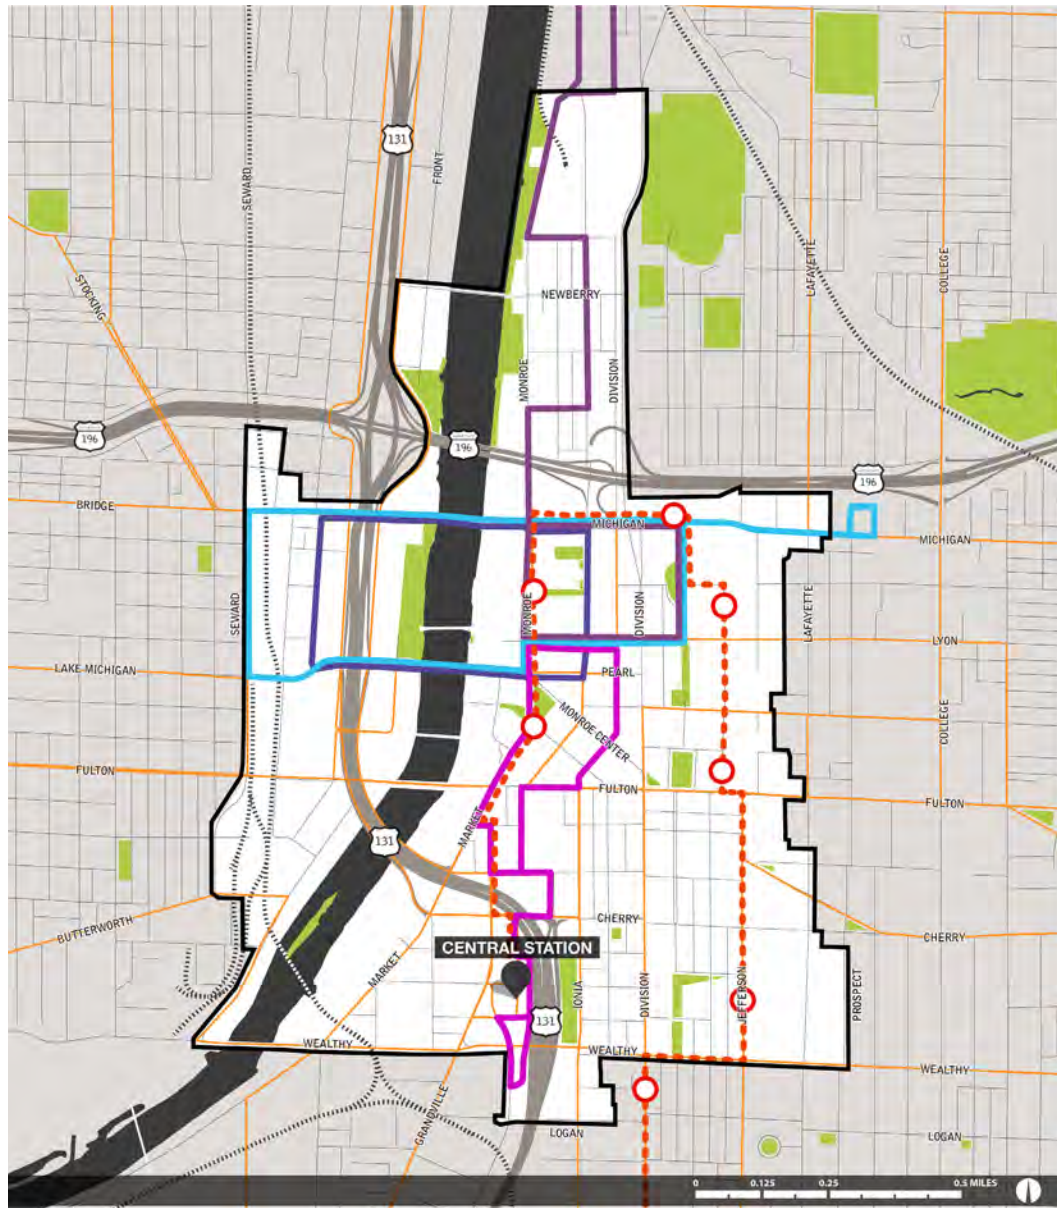 131
FRONT
SEWARD
STOCKING
NEWBERRY
LAFAYETTE
COLLEGE
MONROE
DIVISION
196
196
196
BRIDGE
MICHIGAN
MICHIGAN
SEWARD
MONROE
DIVISION
LAFAYETTE
LYON
LAKE MICHIGAN
PEARL
MONROE CENTER
COLLEGE
FULTON
FULTON
FULTON
MARKET
131
BUTTERWORTH
CHERRY
CHERRY
CENTRAL STATION
MARKET
IONIA
DIVISION
JEFFERSON
PROSPECT
131
WEALTHY
WEALTHY
WEALTHY
GRANDVILLE
LOGAN
LOGAN
0 0.125 0.25 0.5 MILES